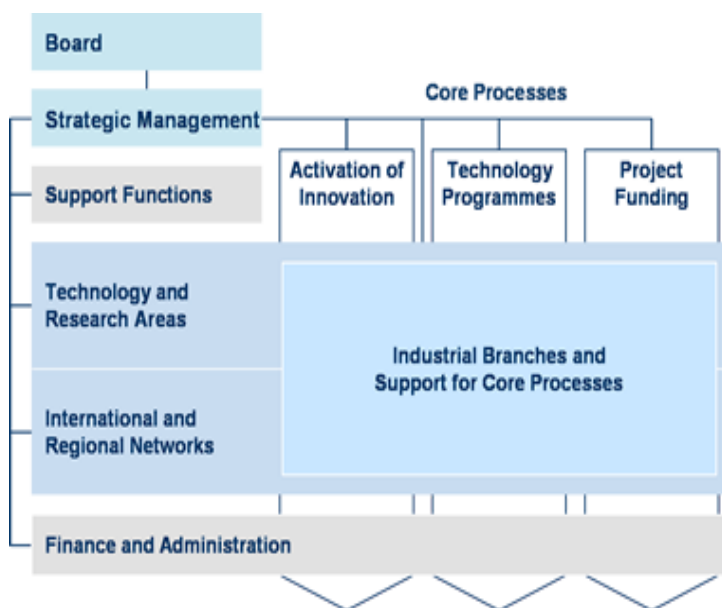 Board
Core Processes
Strategic Management
Activation of
Innovation
Technology
Programmes
Project
Funding
Support Functions
Technology and
Research Areas
Industrial Branches and
Support for Core Processes
International and
Regional Networks
Finance and Administration